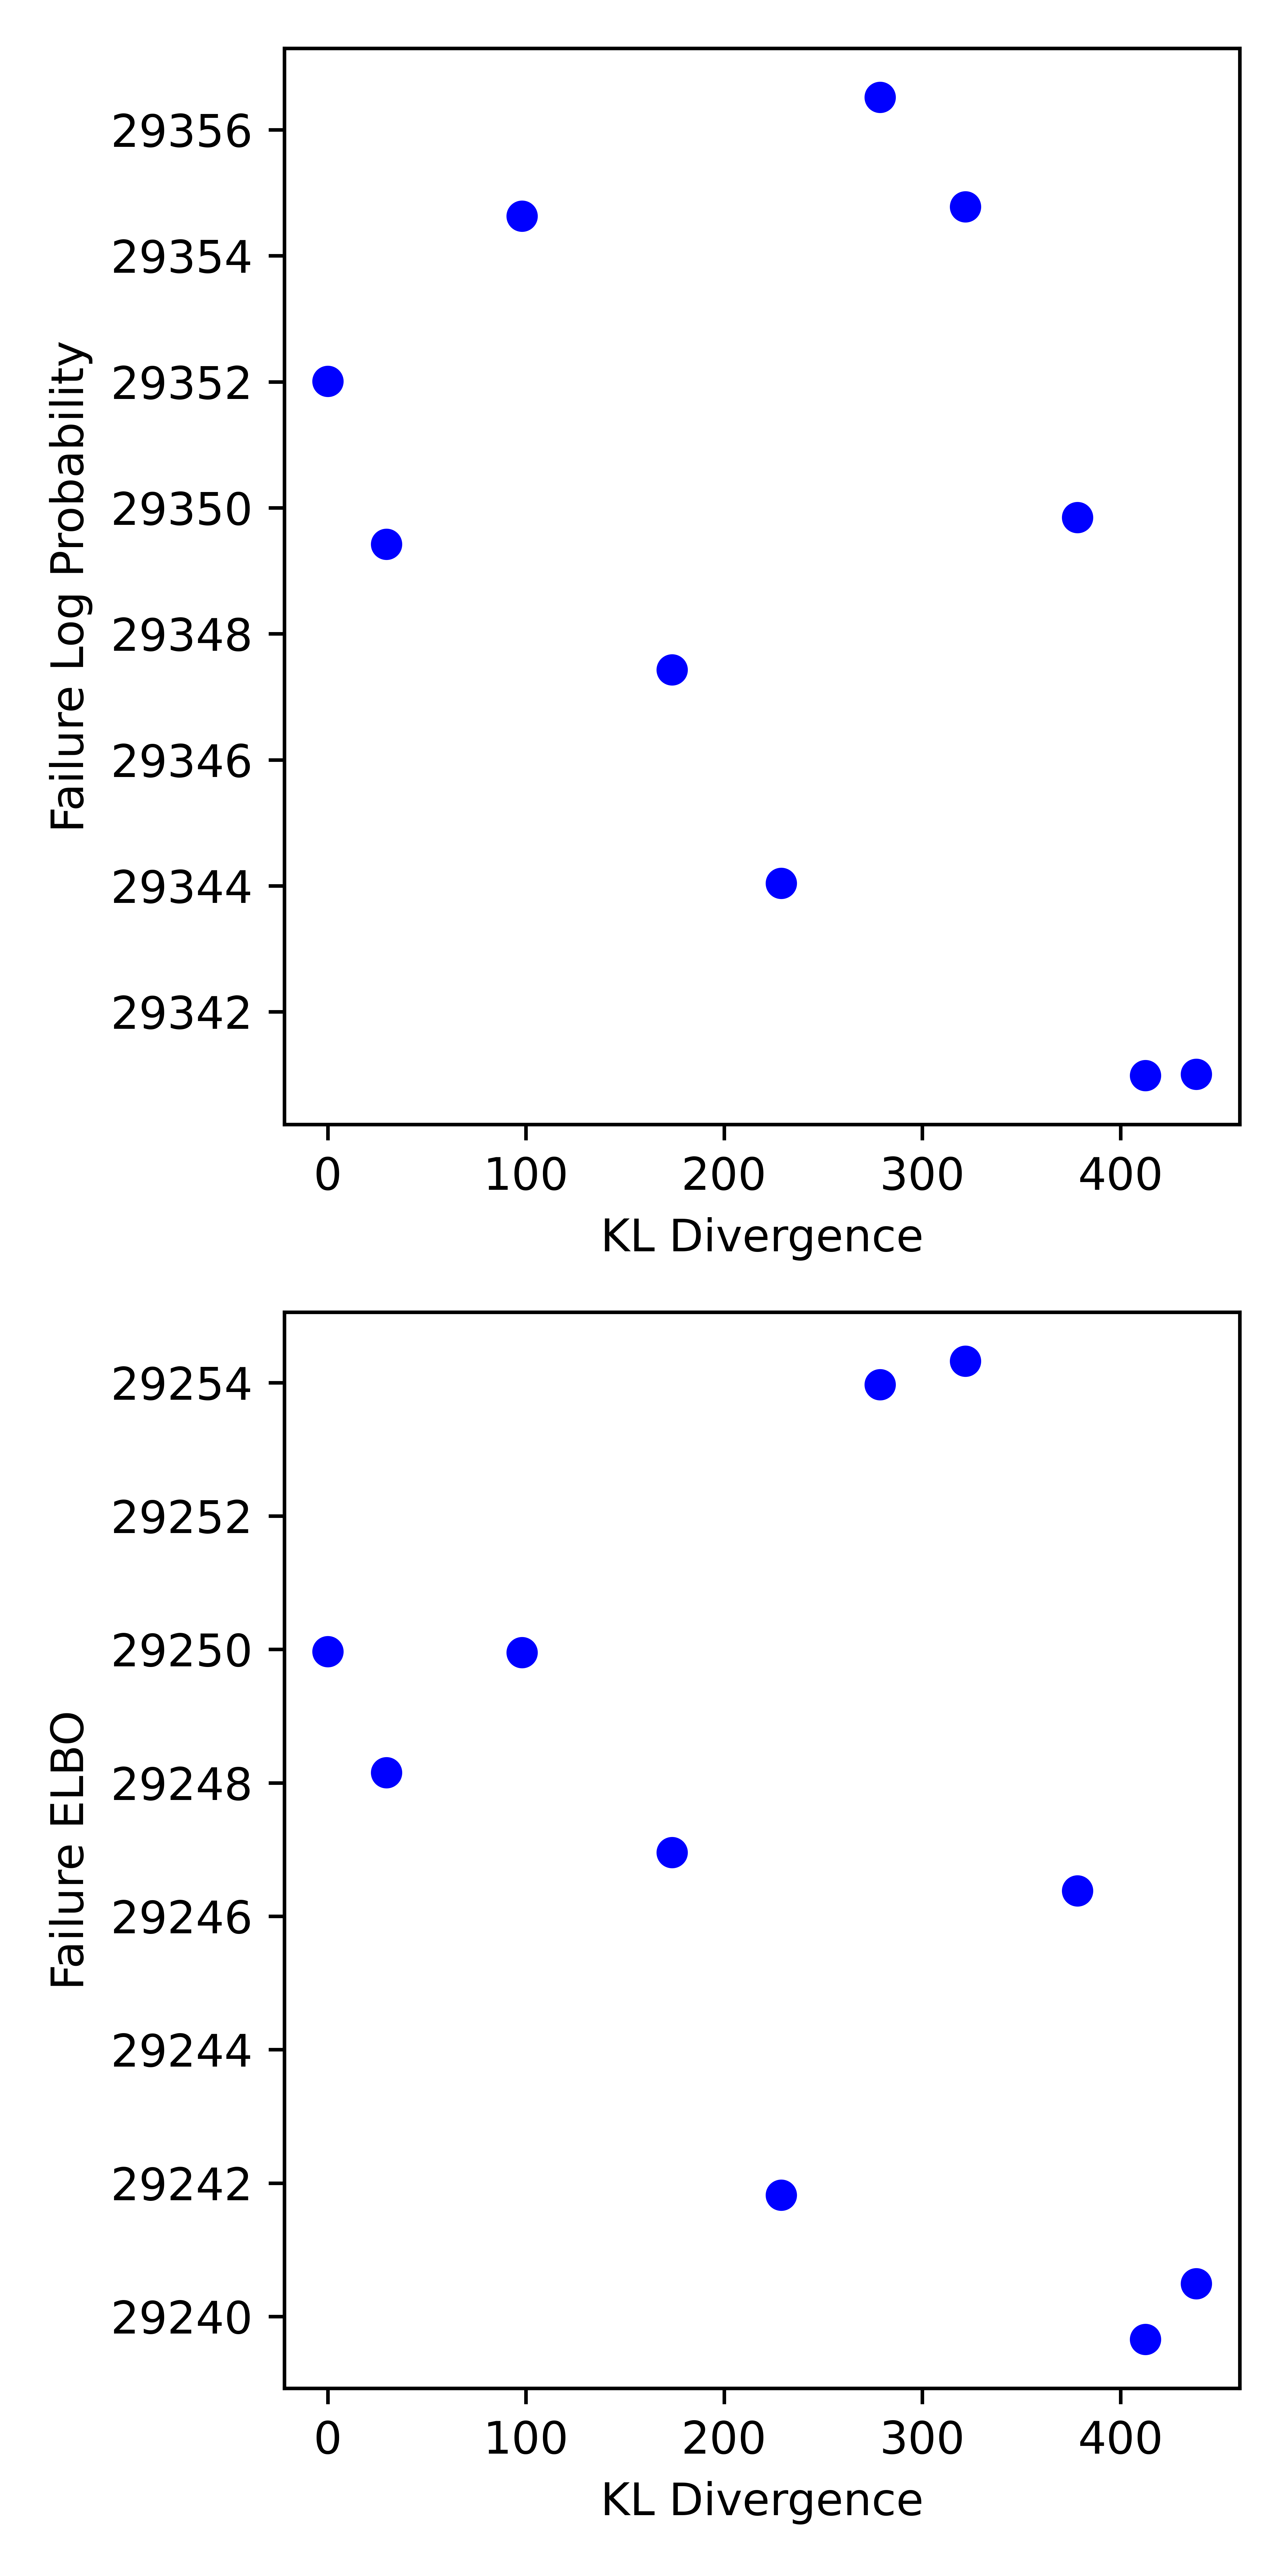 Failure Log Probability
29356
29354
29352
29350
29348
29346
29344
29342
0 100 200 300 400
KL Divergence
Failure ELBO
29254
29252
29250
29248
29246
29244
29242
29240
0 100 200 300 400
KL Divergence